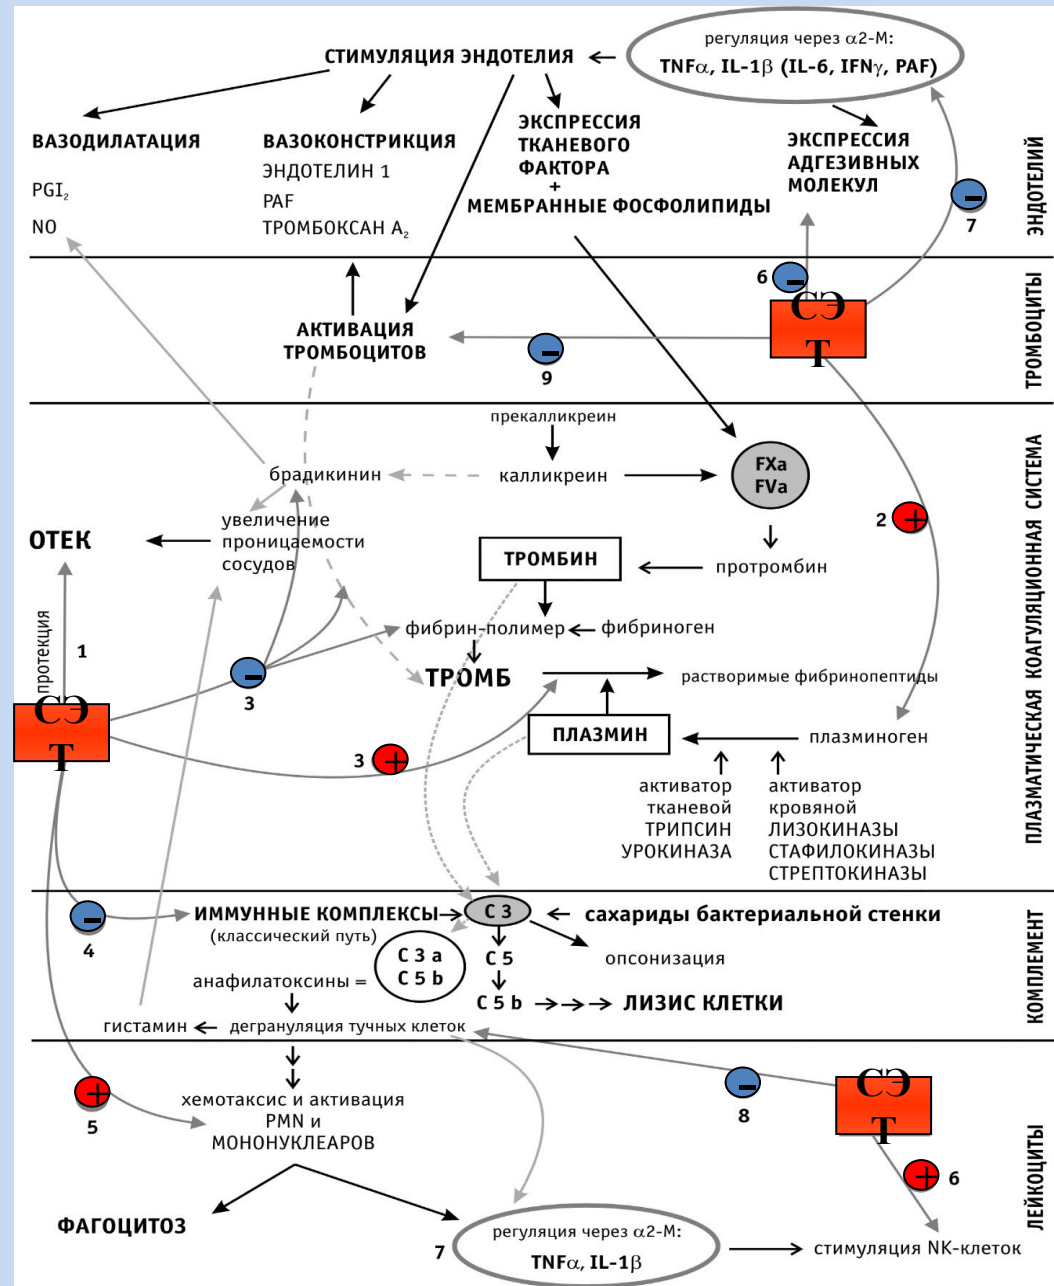 регуляция через α2-М:
TNFα, IL-1β (IL-6, IFNγ, PAF)
СТИМУЛЯЦИЯ ЭНДОТЕЛИЯ
ВАЗОДИЛАТАЦИЯ
PGI₂
NO
ВАЗОКОНСТРИКЦИЯ
ЭНДОТЕЛИН 1
PAF
ТРОМБОКСАН А₂
ЭКСПРЕССИЯ
ТКАНЕВОГО
ФАКТОРА
+
МЕМБРАННЫЕ ФОСФОЛИПИДЫ
ЭКСПРЕССИЯ
АДГЕЗИВНЫХ
МОЛЕКУЛ
–
7
ЭНДОТЕЛИЙ
6
–
СЭ
Т
АКТИВАЦИЯ
ТРОМБОЦИТОВ
–
9
ТРОМБОЦИТЫ
прекалликреин
брадикинин
калликреин
FXa
FVa
2
+
увеличение
проницаемости
сосудов
ОТЕК
ТРОМБИН
протромбин
протекция
1
фибрин-полимер
фибриноген
–
3
ТРОМБ
растворимые фибринопептиды
СЭ
Т
ПЛАЗМИН
плазминоген
3
+
активатор
тканевой
ТРИПСИН
УРОКИНАЗА
активатор
кровяной
ЛИЗОКИНАЗЫ
СТАФИЛОКИНАЗЫ
СТРЕПТОКИНАЗЫ
ПЛАЗМАТИЧЕСКАЯ КОАГУЛЯЦИОННАЯ СИСТЕМА
–
4
ИММУННЫЕ КОМПЛЕКСЫ
(классический путь)
С 3
сахариды бактериальной стенки
С 3 а
С 5 b
С 5
опсонизация
анафилатоксины =
С 5 b
ЛИЗИС КЛЕТКИ
гистамин
дегрануляция тучных клеток
КОМПЛЕМЕНТ
+
5
хемотаксис и активация
PMN и
МОНОНУКЛЕАРОВ
–
8
СЭ
Т
+
6
ФАГОЦИТОЗ
7
регуляция через α2-М:
TNFα, IL-1β
стимуляция NK-клеток
ЛЕЙКОЦИТЫ